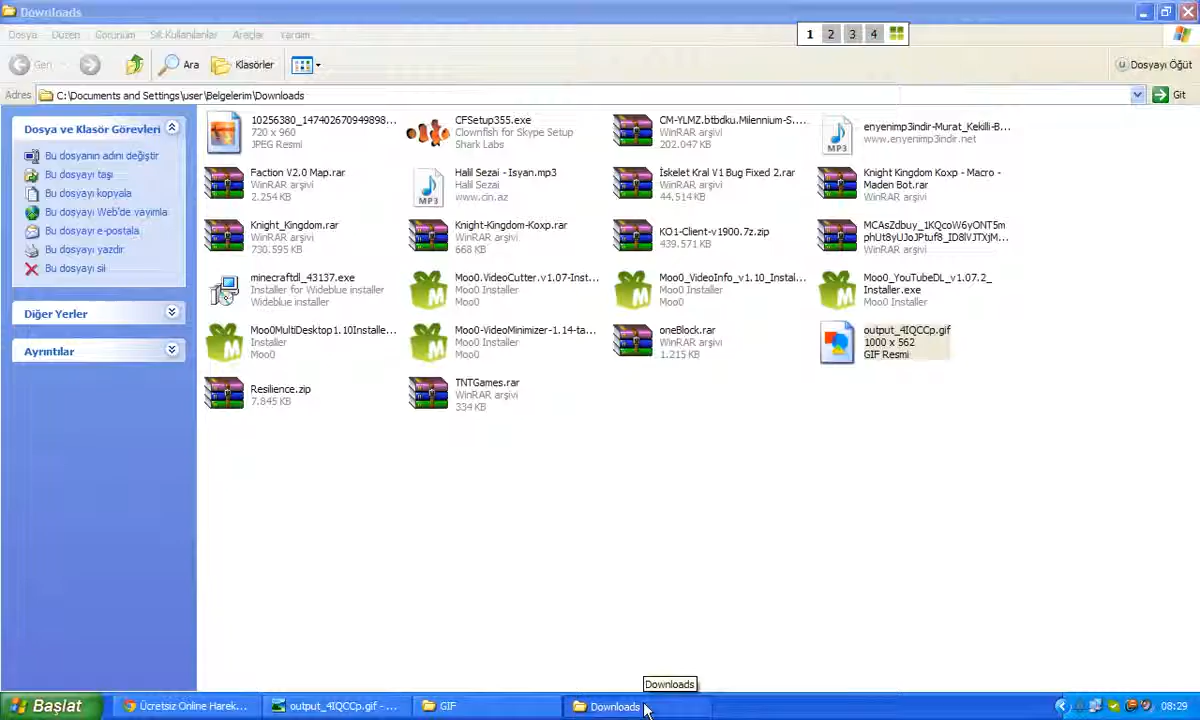 Downloads
Dosya Düzen Görünüm Sık Kullanılanlar Araçlar Yardım
1 2 3 4
Geri
Ara
Klasörler
Dosyayı Öğüt
Adres C:\Documents and Settings\user\Belgelerim\Downloads
Git
Dosya ve Klasör Görevleri
Bu dosyanın adını değiştir
Bu dosyayı taşı
Bu dosyayı kopyala
Bu dosyayı Web'de yayımla
Bu dosyayı e-postala
Bu dosyayı yazdır
Bu dosyayı sil
Diğer Yerler
Ayrıntılar
10256380_147402670949898...
720 x 960
JPEG Resmi
CFSetup355.exe
Clownfish for Skype Setup
Shark Labs
CM-YLMZ.btbdku.Milennium-S....
WinRAR arşivi
202.047 KB
MP3
enyenimp3indir-Murat_Kekilli-B...
www.enyenimp3indir.net
Faction V2.0 Map.rar
WinRAR arşivi
2.254 KB
MP3
Halil Sezai - Isyan.mp3
Halil Sezai
www.cin.az
İskelet Kral V1 Bug Fixed 2.rar
WinRAR arşivi
44.514 KB
Knight Kingdom Koxp - Macro -
Maden Bot.rar
WinRAR arşivi
Knight_Kingdom.rar
WinRAR arşivi
730.595 KB
Knight-Kingdom-Koxp.rar
WinRAR arşivi
668 KB
KO1-Client-v1900.7z.zip
439.571 KB
WinRAR arşivi
minecraftdl_43137.exe
Installer for Wideblue installer
Wideblue installer
Moo0.VideoCutter.v1.07-Inst...
Moo0 Installer
Moo0
Moo0_VideoInfo_v1.10_Instal...
Moo0 Installer
Moo0
Moo0_YouTubeDL_v1.07.2_
Installer.exe
Moo0 Installer
Moo0MultiDesktop1.10Installe...
Installer
Moo0
Moo0-VideoMinimizer-1.14-ta...
Moo0 Installer
Moo0
oneBlock.rar
WinRAR arşivi
1.215 KB
output_4IQCCp.gif
1000 x 562
GIF Resmi
Resilience.zip
7.845 KB
TNTGames.rar
WinRAR arşivi
334 KB
Downloads
Başlat
Ücretsiz Online Harek...
output_4IQCCp.gif - ...
GIF
Downloads
08:29